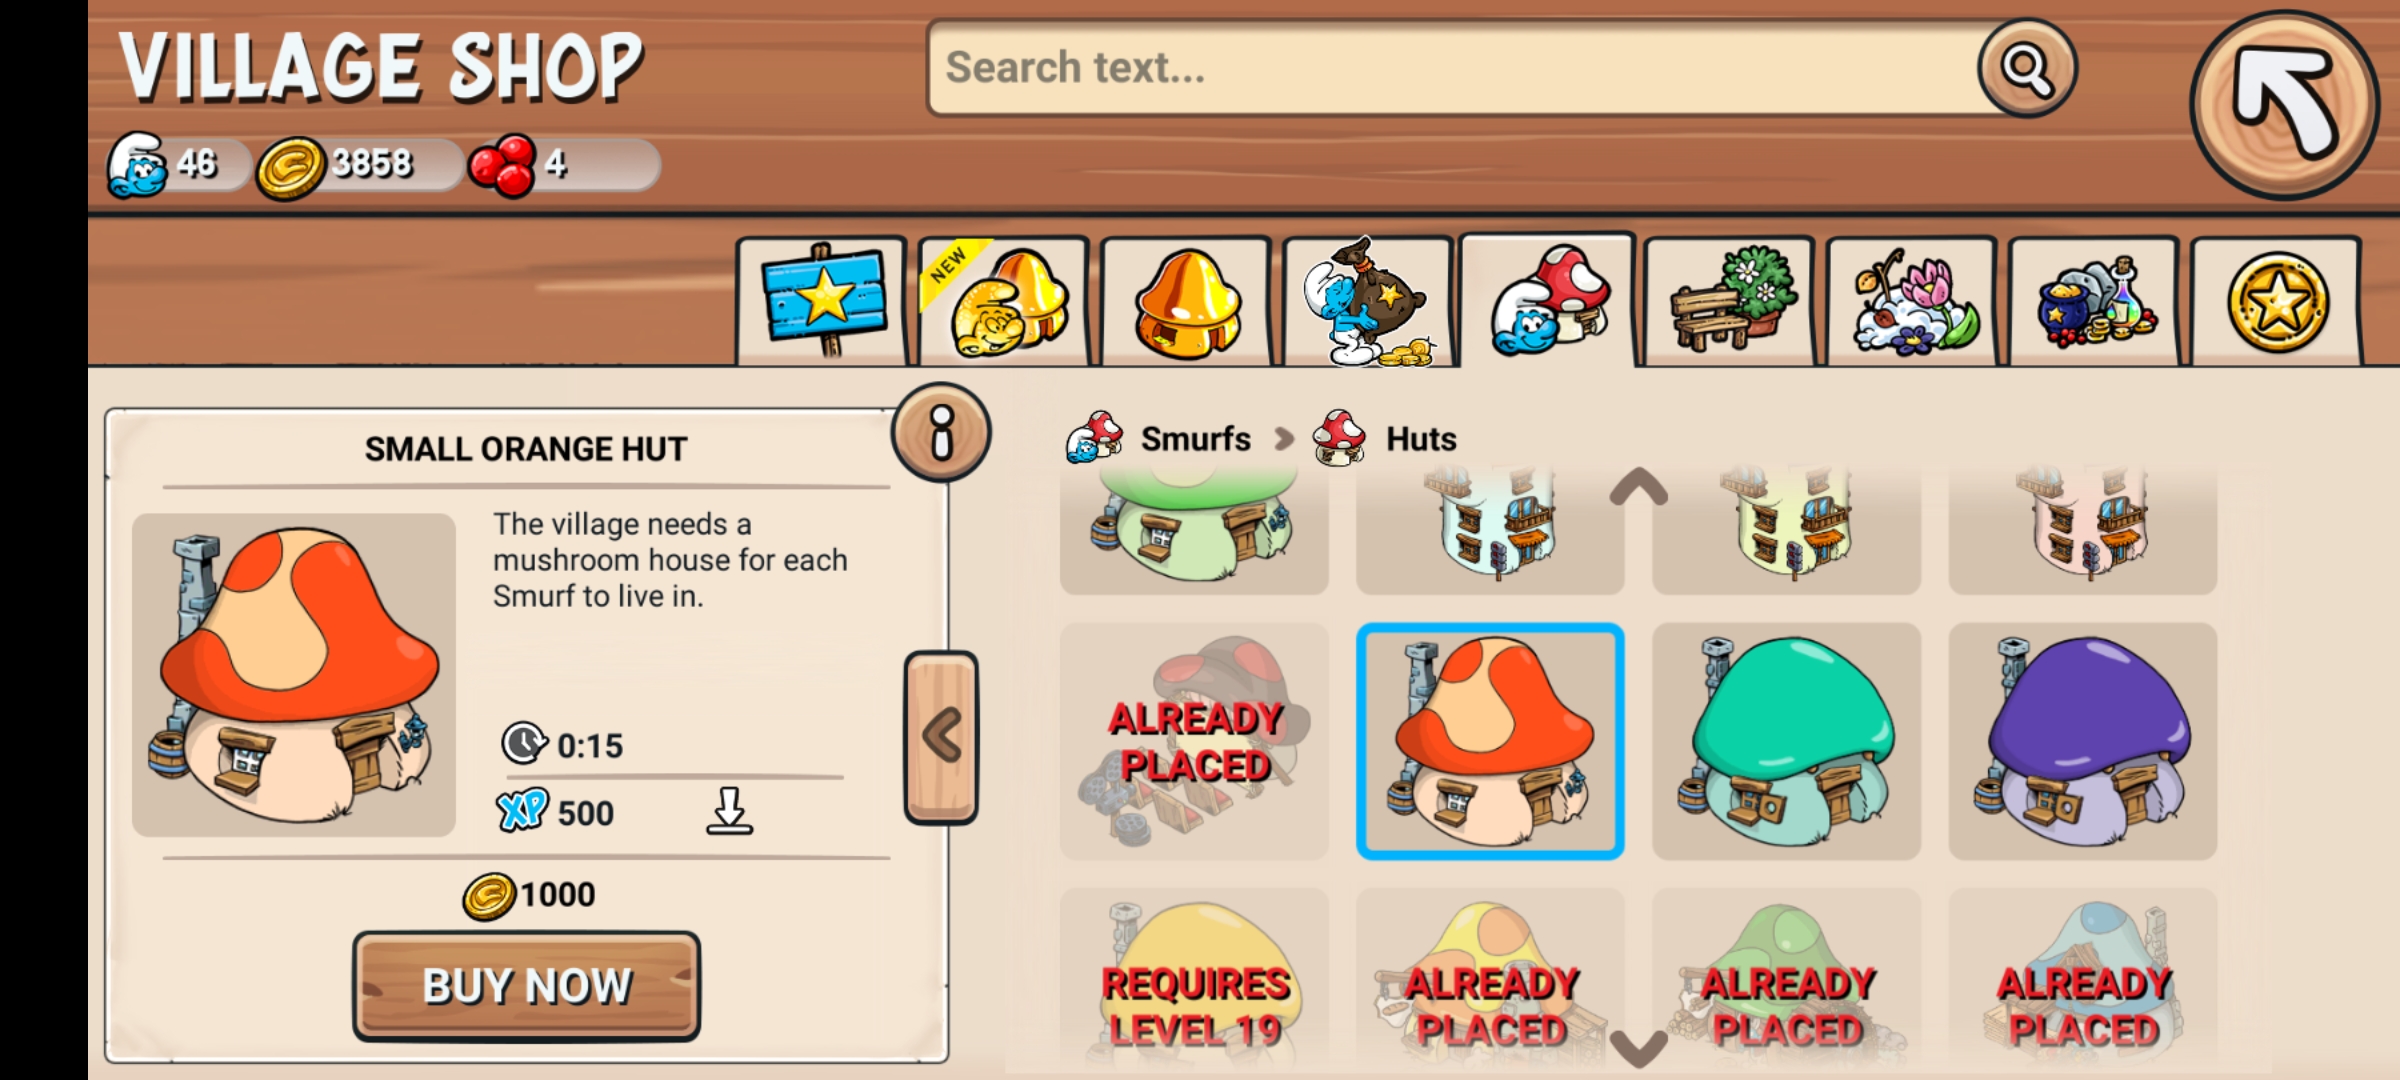 VILLAGE SHOP
Search text...
46
3858
4
NEW
SMALL ORANGE HUT
The village needs a
mushroom house for each
Smurf to live in.
0:15
XP 500
1000
BUY NOW
Smurfs > Huts
ALREADY
PLACED
REQUIRES
LEVEL 19
ALREADY
PLACED
ALREADY
PLACED
ALREADY
PLACED